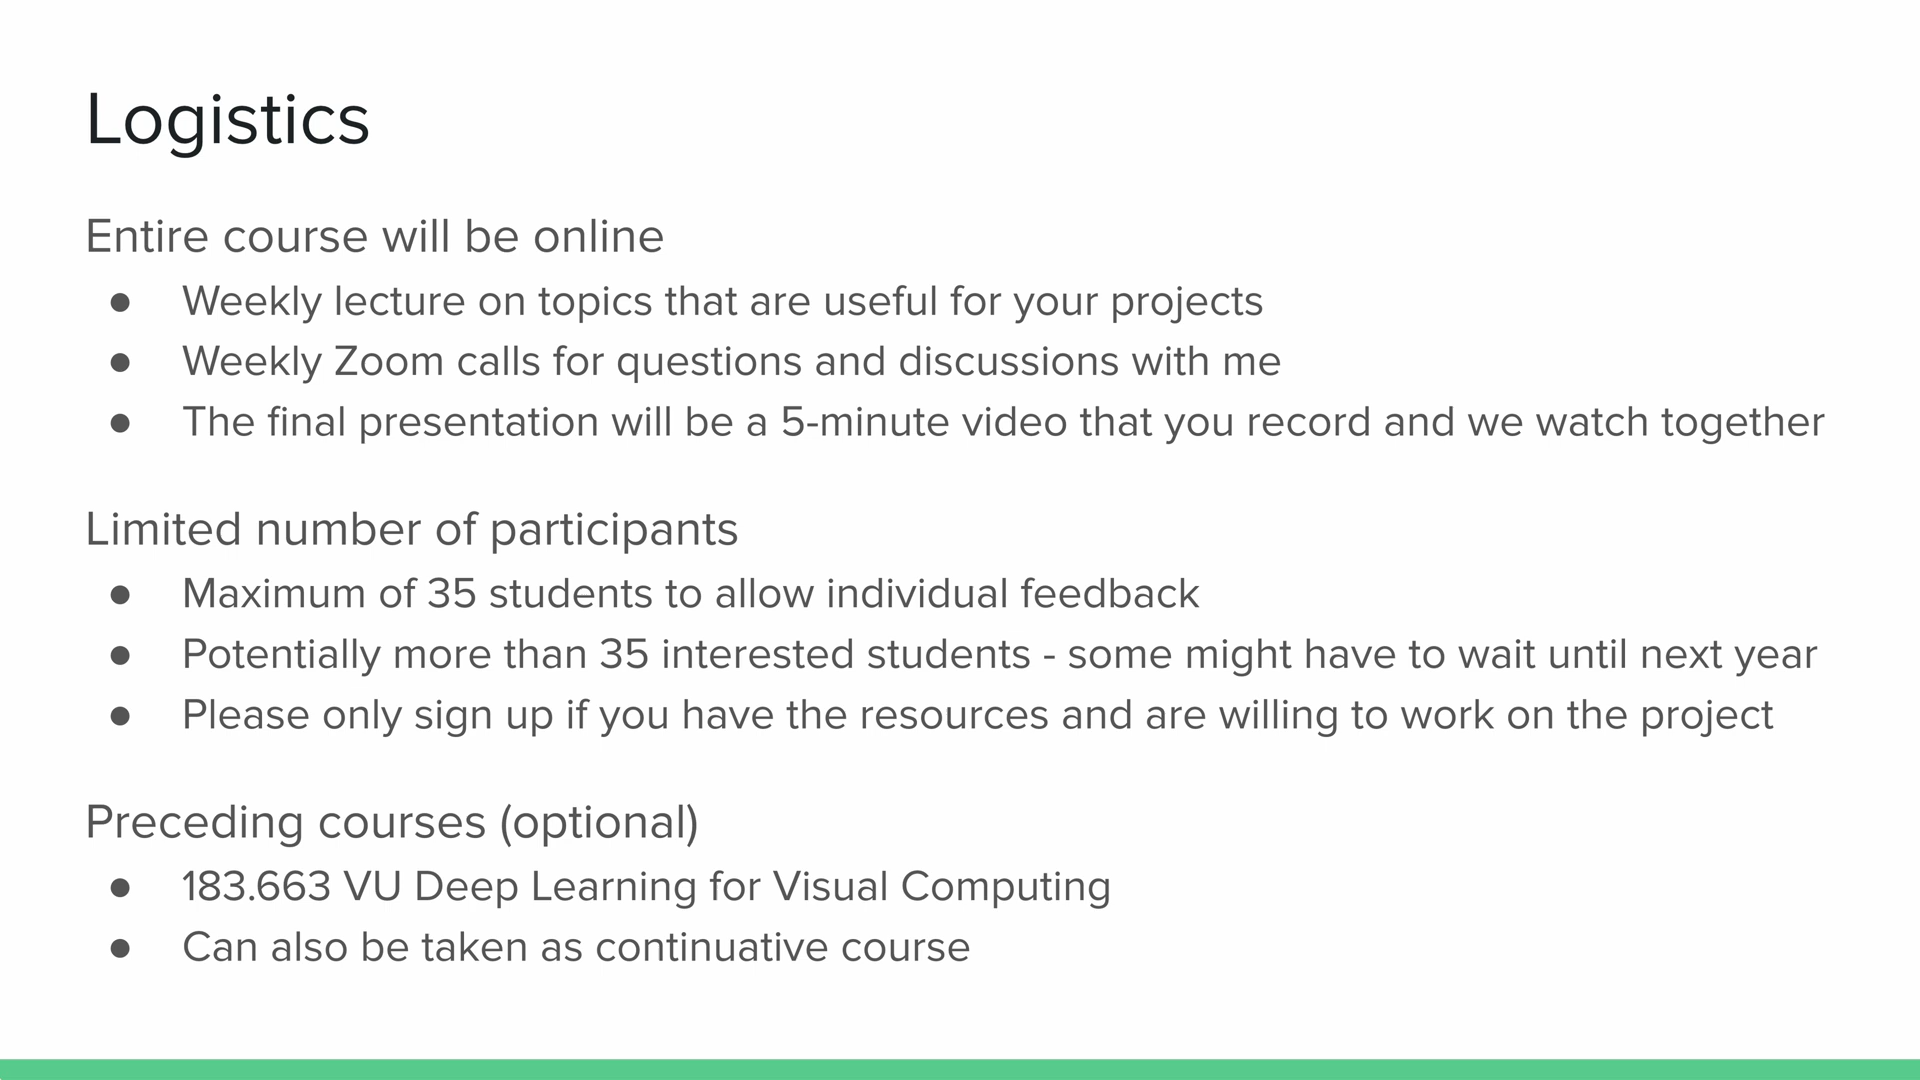 Logistics
Entire course will be online
● Weekly lecture on topics that are useful for your projects
● Weekly Zoom calls for questions and discussions with me
● The final presentation will be a 5-minute video that you record and we watch together
Limited number of participants
● Maximum of 35 students to allow individual feedback
● Potentially more than 35 interested students - some might have to wait until next year
● Please only sign up if you have the resources and are willing to work on the project
Preceding courses (optional)
● 183.663 VU Deep Learning for Visual Computing
● Can also be taken as continuative course